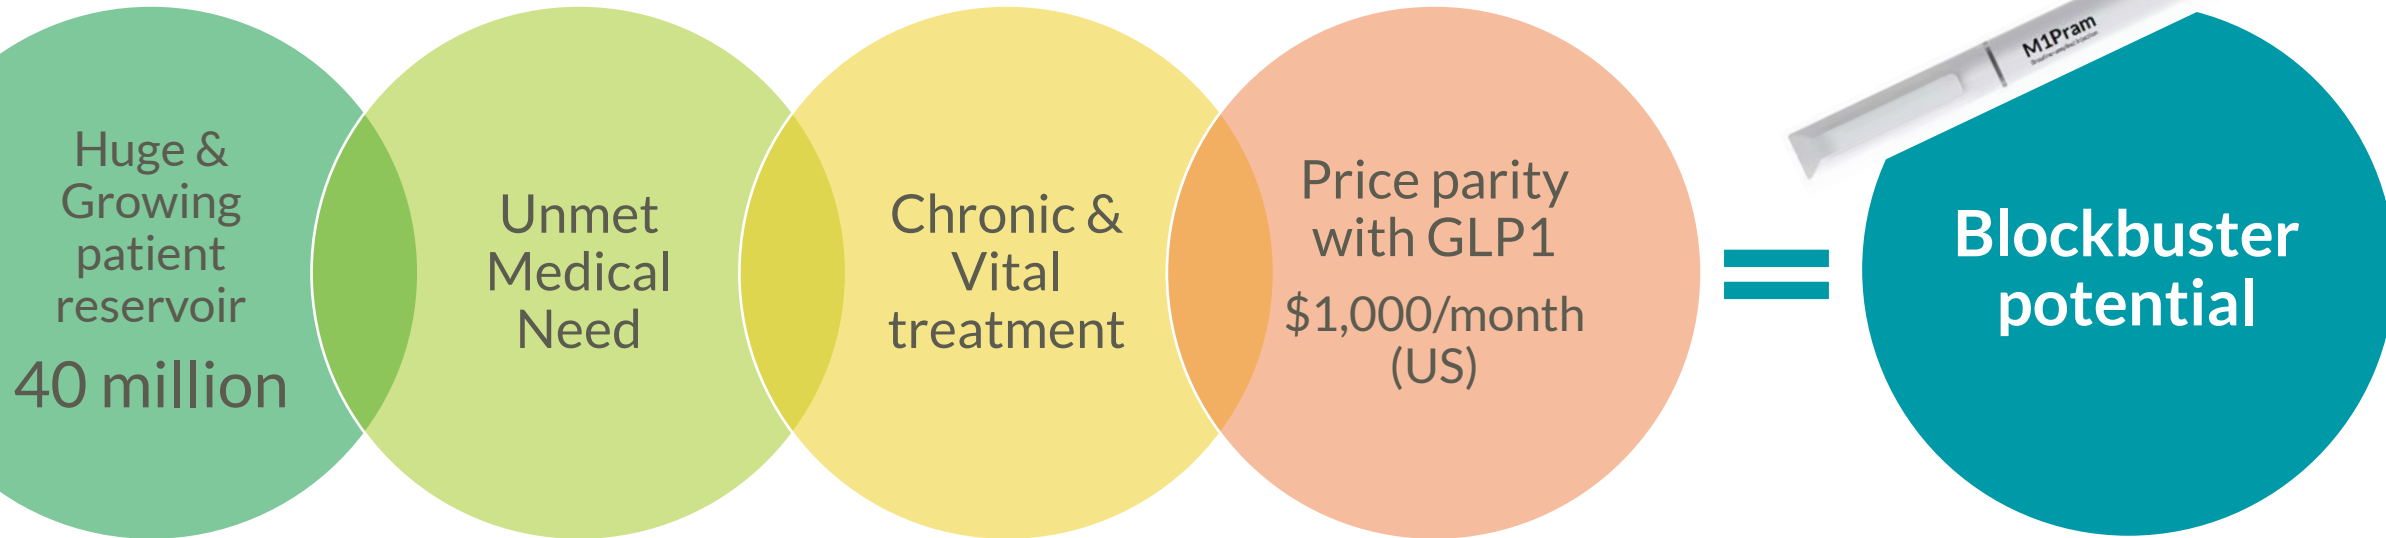 Huge &
Growing
patient
reservoir
40 million
Unmet
Medical
Need
Chronic &
Vital
treatment
Price parity
with GLP1
$1,000/month
(US)
=
M1Pram
Blockbuster
potential